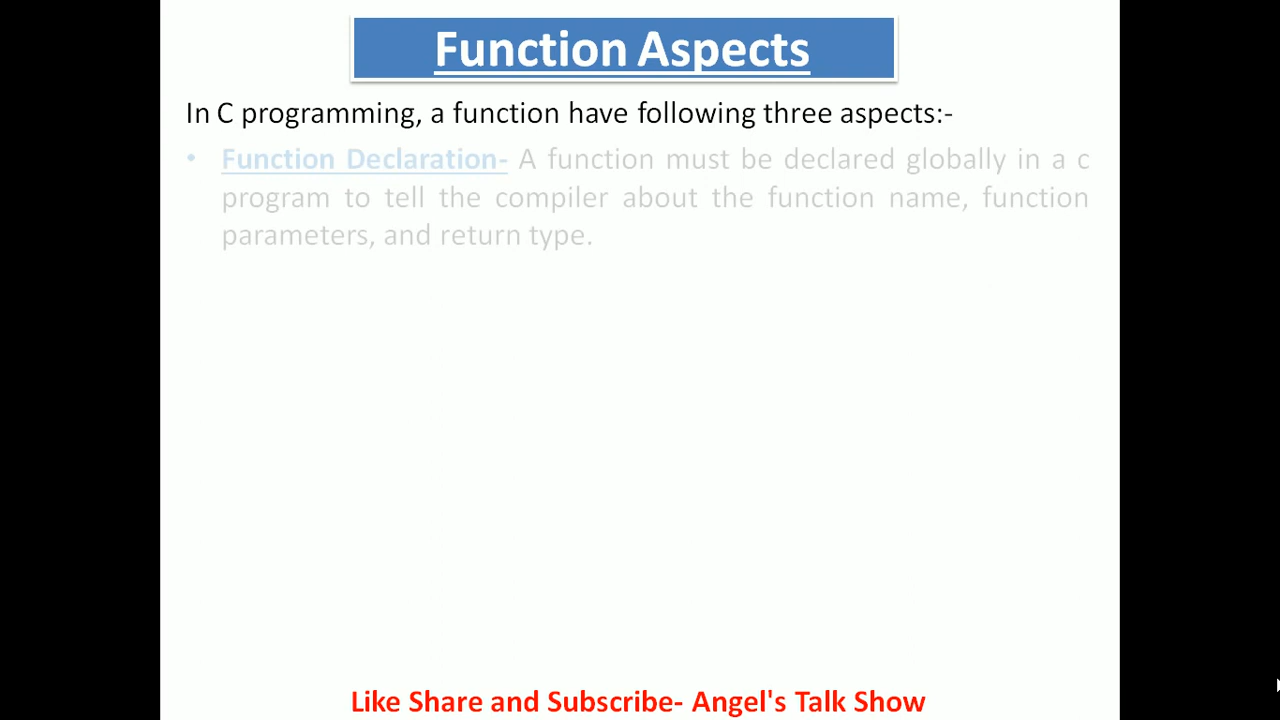 Function Aspects
In C programming, a function have following three aspects:-
• Function Declaration- A function must be declared globally in a c
program to tell the compiler about the function name, function
parameters, and return type.
Like Share and Subscribe- Angel's Talk Show